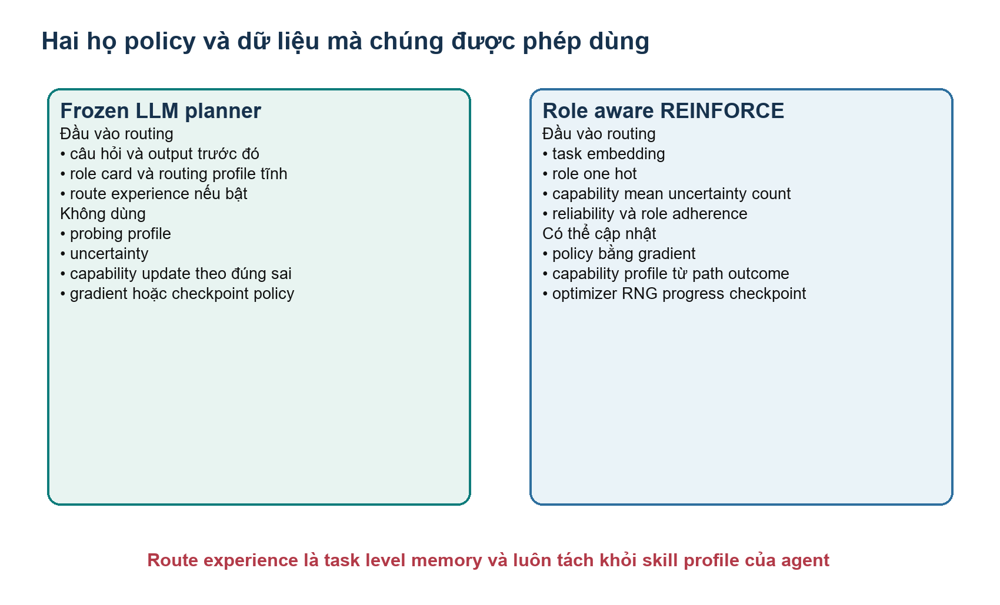 Hai họ policy và dữ liệu mà chúng được phép dùng
Frozen LLM planner
Đầu vào routing
• câu hỏi và output trước đó
• role card và routing profile tĩnh
• route experience nếu bật
Không dùng
• probing profile
• uncertainty
• capability update theo đúng sai
• gradient hoặc checkpoint policy
Role aware REINFORCE
Đầu vào routing
• task embedding
• role one hot
• capability mean uncertainty count
• reliability và role adherence
Có thể cập nhật
• policy bằng gradient
• capability profile từ path outcome
• optimizer RNG progress checkpoint
Route experience là task level memory và luôn tách khỏi skill profile của agent